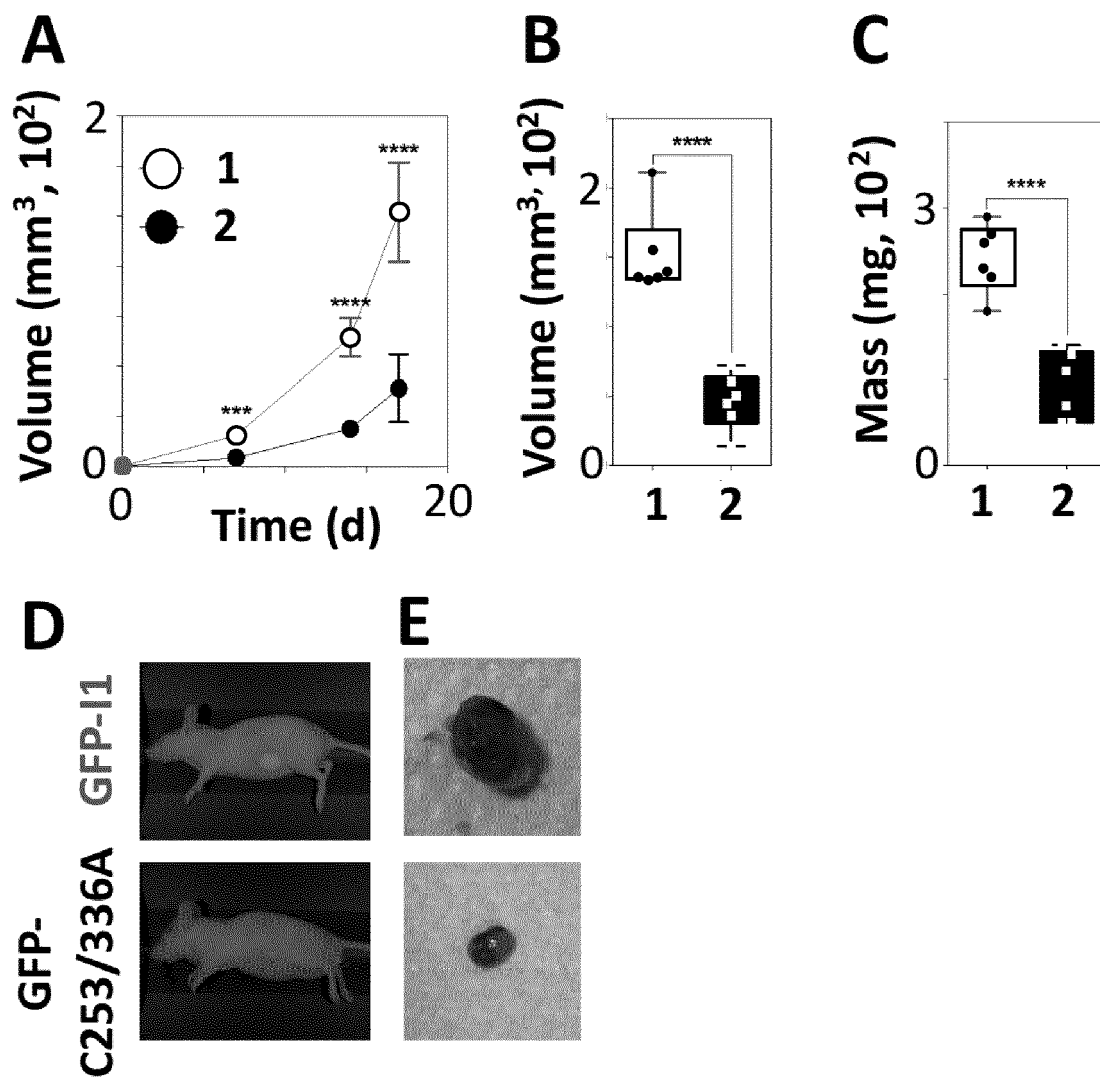 A
Volume (mm³, 10²)
2
0
1
2
***
****
****
0
20
Time (d)
B
Volume (mm³, 10²)
2
0
****
1
2
C
Mass (mg, 10²)
3
0
****
1
2
D
E
GFP-I1
GFP-
C253/336A